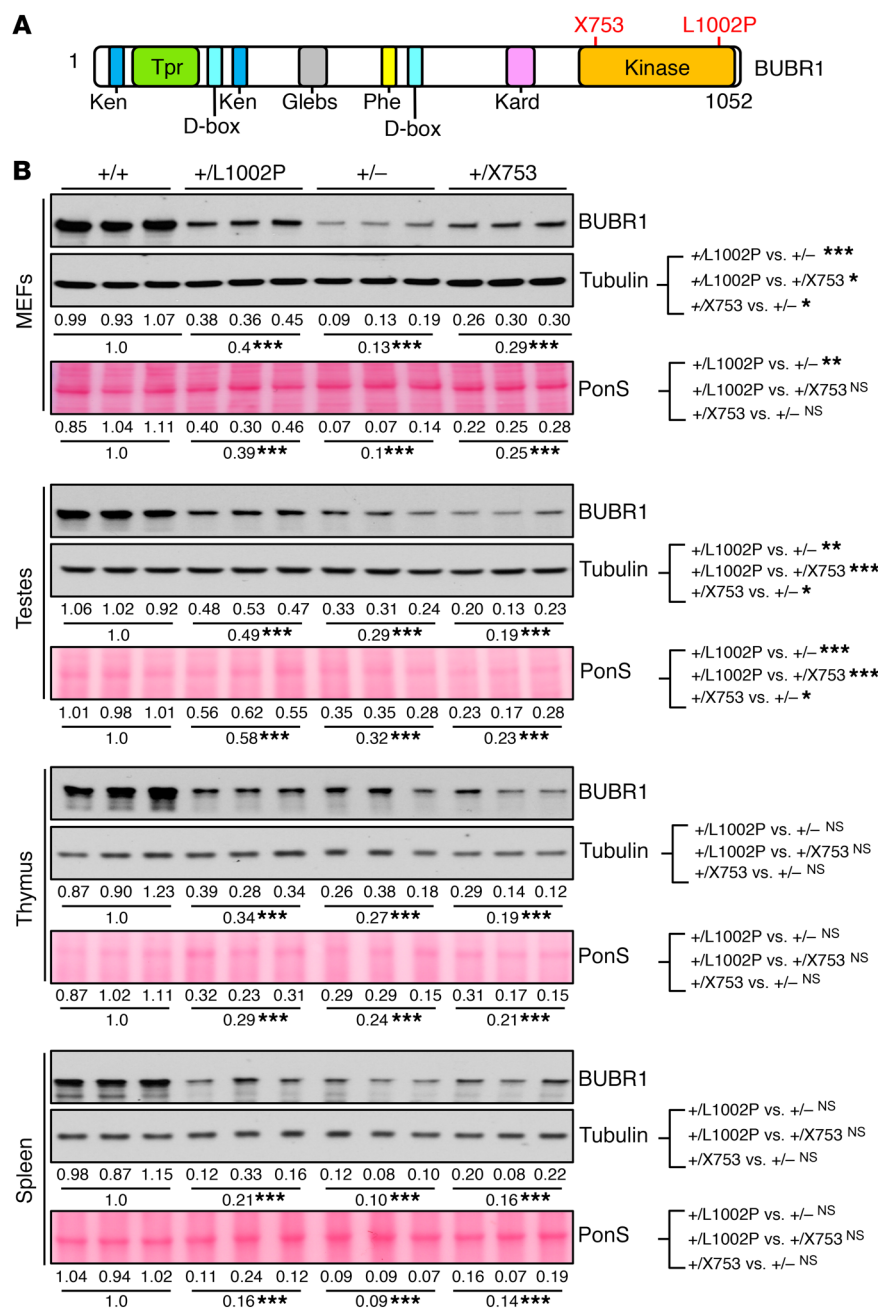 A
X753 L1002P
1 Tpr Kinase BUBR1
Ken Ken Glebs Phe Kard 1052
D-box D-box
B
+/+ +/L1002P +/– +/X753
MEFs
BUBR1
Tubulin
+/L1002P vs. +/– ***
+/L1002P vs. +/X753 *
+/X753 vs. +/– *
0.99 0.93 1.07 0.38 0.36 0.45 0.09 0.13 0.19 0.26 0.30 0.30
1.0 0.4*** 0.13*** 0.29***
PonS
+/L1002P vs. +/– **
+/L1002P vs. +/X753 NS
+/X753 vs. +/– NS
0.85 1.04 1.11 0.40 0.30 0.46 0.07 0.07 0.14 0.22 0.25 0.28
1.0 0.39*** 0.1*** 0.25***
Testes
BUBR1
Tubulin
+/L1002P vs. +/– **
+/L1002P vs. +/X753 ***
+/X753 vs. +/– *
1.06 1.02 0.92 0.48 0.53 0.47 0.33 0.31 0.24 0.20 0.13 0.23
1.0 0.49*** 0.29*** 0.19***
PonS
+/L1002P vs. +/– ***
+/L1002P vs. +/X753 ***
+/X753 vs. +/– *
1.01 0.98 1.01 0.56 0.62 0.55 0.35 0.35 0.28 0.23 0.17 0.28
1.0 0.58*** 0.32*** 0.23***
Thymus
BUBR1
Tubulin
+/L1002P vs. +/– NS
+/L1002P vs. +/X753 NS
+/X753 vs. +/– NS
0.87 0.90 1.23 0.39 0.28 0.34 0.26 0.38 0.18 0.29 0.14 0.12
1.0 0.34*** 0.27*** 0.19***
PonS
+/L1002P vs. +/– NS
+/L1002P vs. +/X753 NS
+/X753 vs. +/– NS
0.87 1.02 1.11 0.32 0.23 0.31 0.29 0.29 0.15 0.31 0.17 0.15
1.0 0.29*** 0.24*** 0.21***
Spleen
BUBR1
Tubulin
+/L1002P vs. +/– NS
+/L1002P vs. +/X753 NS
+/X753 vs. +/– NS
0.98 0.87 1.15 0.12 0.33 0.16 0.12 0.08 0.10 0.20 0.08 0.22
1.0 0.21*** 0.10*** 0.16***
PonS
+/L1002P vs. +/– NS
+/L1002P vs. +/X753 NS
+/X753 vs. +/– NS
1.04 0.94 1.02 0.11 0.24 0.12 0.09 0.09 0.07 0.16 0.07 0.19
1.0 0.16*** 0.09*** 0.14***